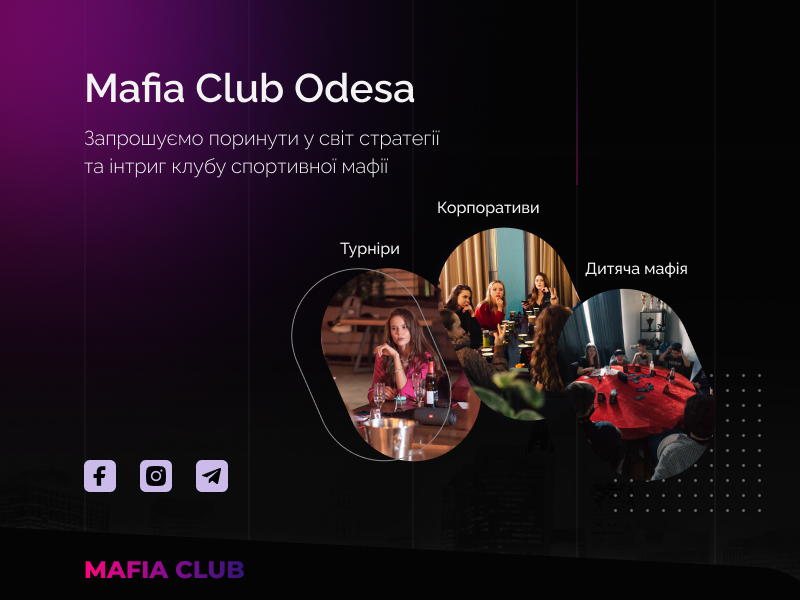 Mafia Club Odesa
Запрошуємо поринути у світ стратегії
та інтриг клубу спортивної мафії
Корпоративи
Турніри
Дитяча мафія
MAFIA CLUB